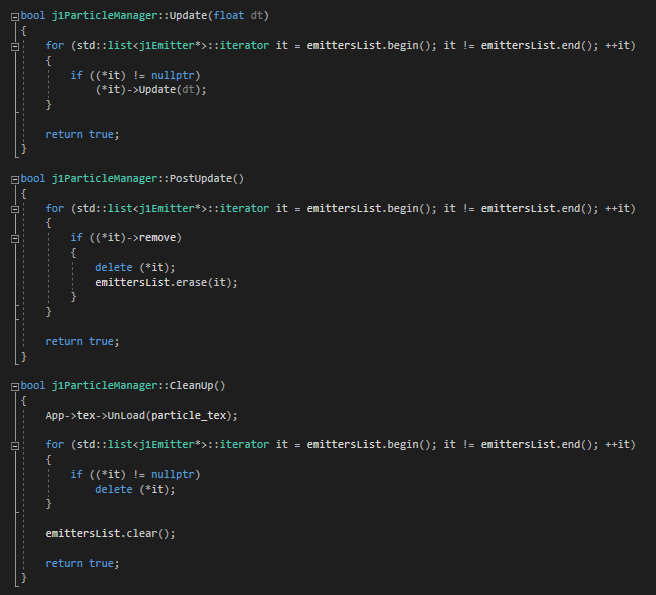 bool j1ParticleManager::Update(float dt)
{
for (std::list<j1Emitter*>::iterator it = emittersList.begin(); it != emittersList.end(); ++it)
{
if ((*it) != nullptr)
(*it)->Update(dt);
}
return true;
}
bool j1ParticleManager::PostUpdate()
{
for (std::list<j1Emitter*>::iterator it = emittersList.begin(); it != emittersList.end(); ++it)
{
if ((*it)->remove)
{
delete (*it);
emittersList.erase(it);
}
}
return true;
}
bool j1ParticleManager::CleanUp()
{
App->tex->UnLoad(particle_tex);
for (std::list<j1Emitter*>::iterator it = emittersList.begin(); it != emittersList.end(); ++it)
{
if ((*it) != nullptr)
delete (*it);
}
emittersList.clear();
return true;
}